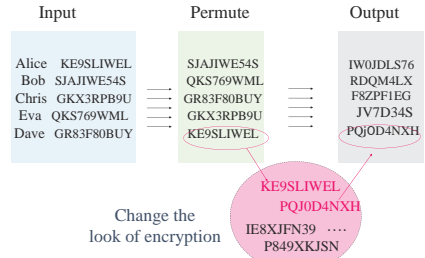 Input Permute Output
Alice KE9SLIWEL SJAJIWE54S IW0JDLS76
Bob SJAJIWE54S QKS769WML RDQM4LX
Chris GKX3RPB9U GR83F80BUY F8ZPF1EG
Eva QKS769WML GKX3RPB9U JV7D34S
Dave GR83F80BUY KE9SLIWEL PQj0D4NXH
KE9SLIWEL
PQJ0D4NXH
Change the
look of encryption
IE8XJFN39 ....
P849XKJSN